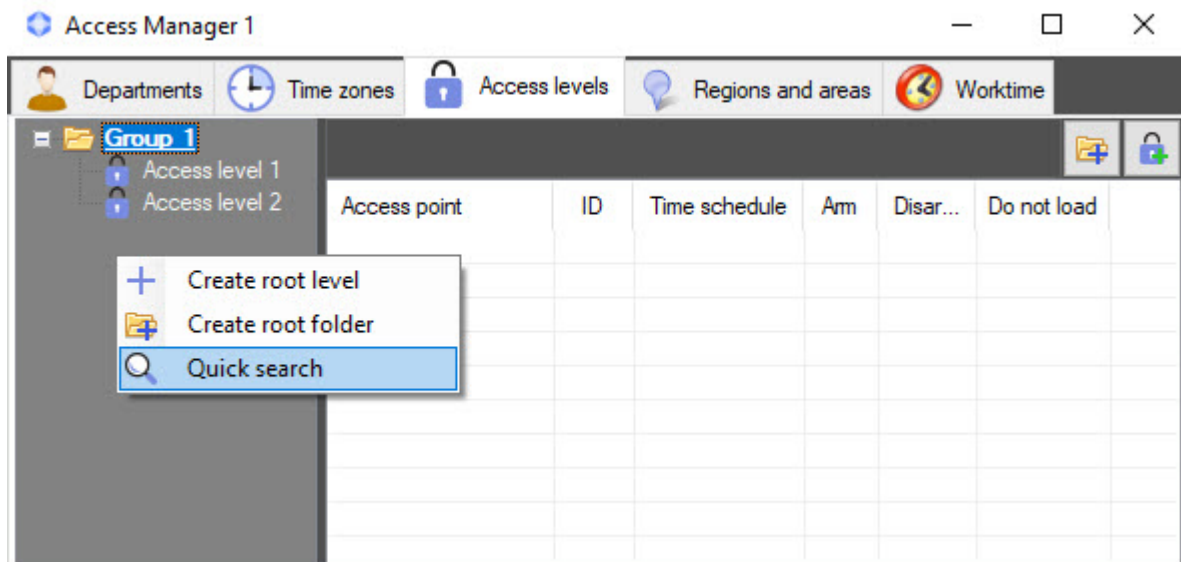 Access Manager 1
Departments Time zones Access levels Regions and areas Worktime
Group 1
Access level 1
Access level 2
Access point ID Time schedule Arm Disar... Do not load
Create root level
Create root folder
Quick search